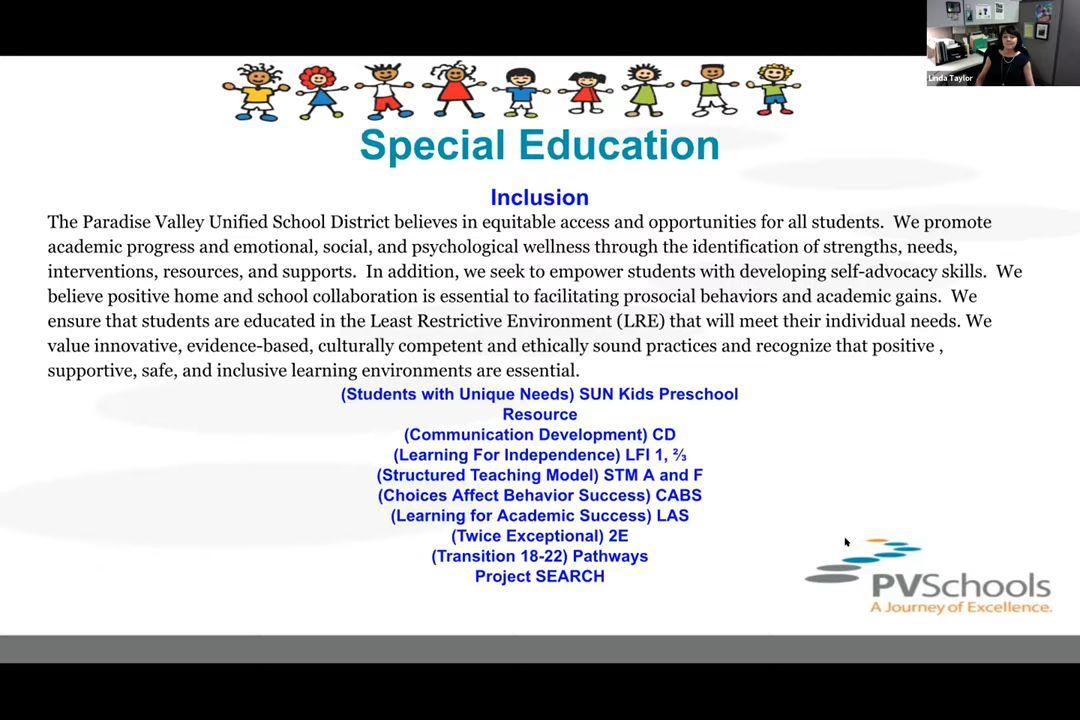 Linda Taylor
Special Education
Inclusion
The Paradise Valley Unified School District believes in equitable access and opportunities for all students.  We promote
academic progress and emotional, social, and psychological wellness through the identification of strengths, needs,
interventions, resources, and supports.  In addition, we seek to empower students with developing self-advocacy skills.  We
believe positive home and school collaboration is essential to facilitating prosocial behaviors and academic gains.  We
ensure that students are educated in the Least Restrictive Environment (LRE) that will meet their individual needs. We
value innovative, evidence-based, culturally competent and ethically sound practices and recognize that positive ,
supportive, safe, and inclusive learning environments are essential.
(Students with Unique Needs) SUN Kids Preschool
Resource
(Communication Development) CD
(Learning For Independence) LFI 1, ⅔
(Structured Teaching Model) STM A and F
(Choices Affect Behavior Success) CABS
(Learning for Academic Success) LAS
(Twice Exceptional) 2E
(Transition 18-22) Pathways
Project SEARCH
PVSchools
A Journey of Excellence.